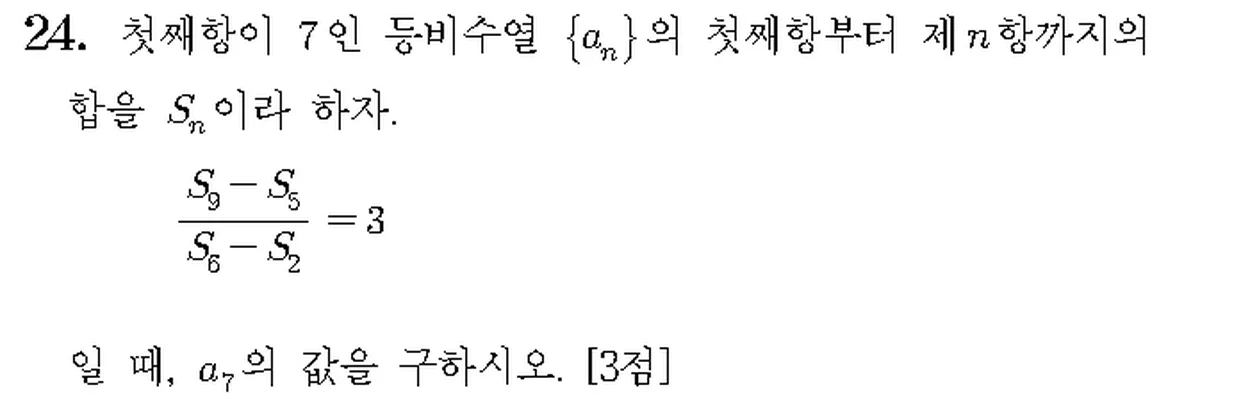 24. 첫째항이 7인 등비수열 {aₙ}의 첫째항부터 제n항까지의
합을 Sₙ이라 하자.
(S₉ − S₅)/(S₆ − S₂) = 3
일 때, a₇의 값을 구하시오. [3점]